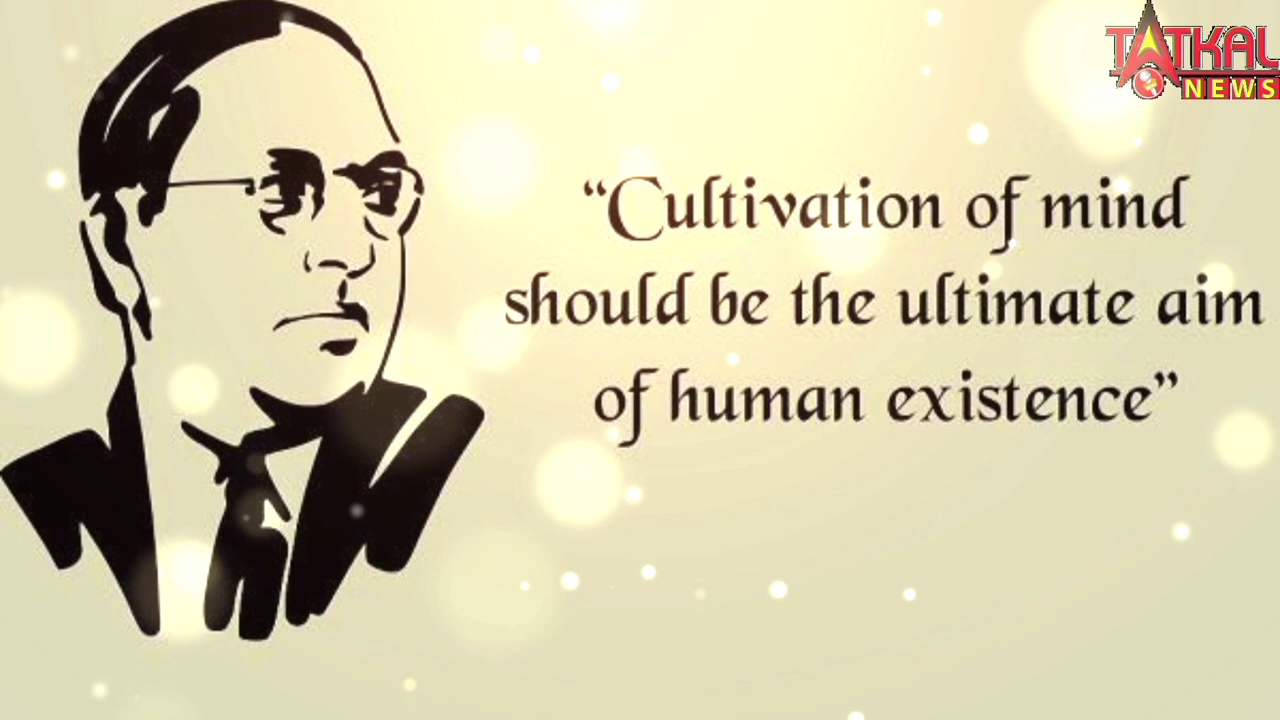 TATKAL
NEWS
“Cultivation of mind
should be the ultimate aim
of human existence”